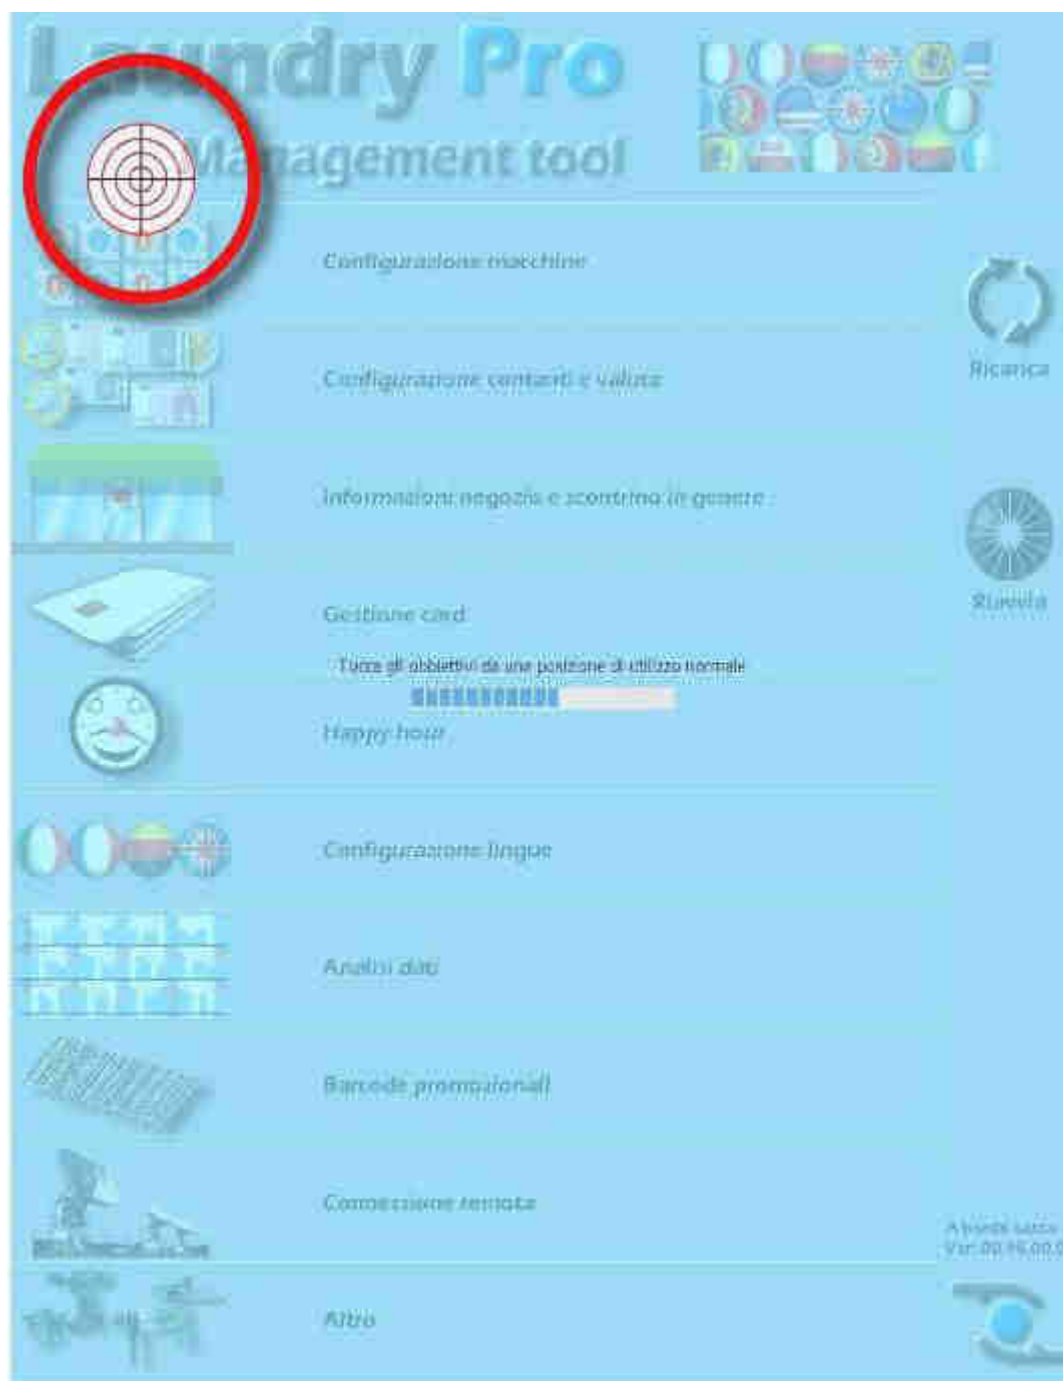 Laundry Pro
Management tool
Configurazione macchine
Ricarica
Configurazione contanti e valuta
Informazioni negozio e scontrino in genere
Gestione card
Riavvia
Tocca gli obbiettivi da una posizione di utilizzo normale
Happy hour
Configurazione lingue
Analisi dati
Barcode promozionali
Connessione remota
Altro